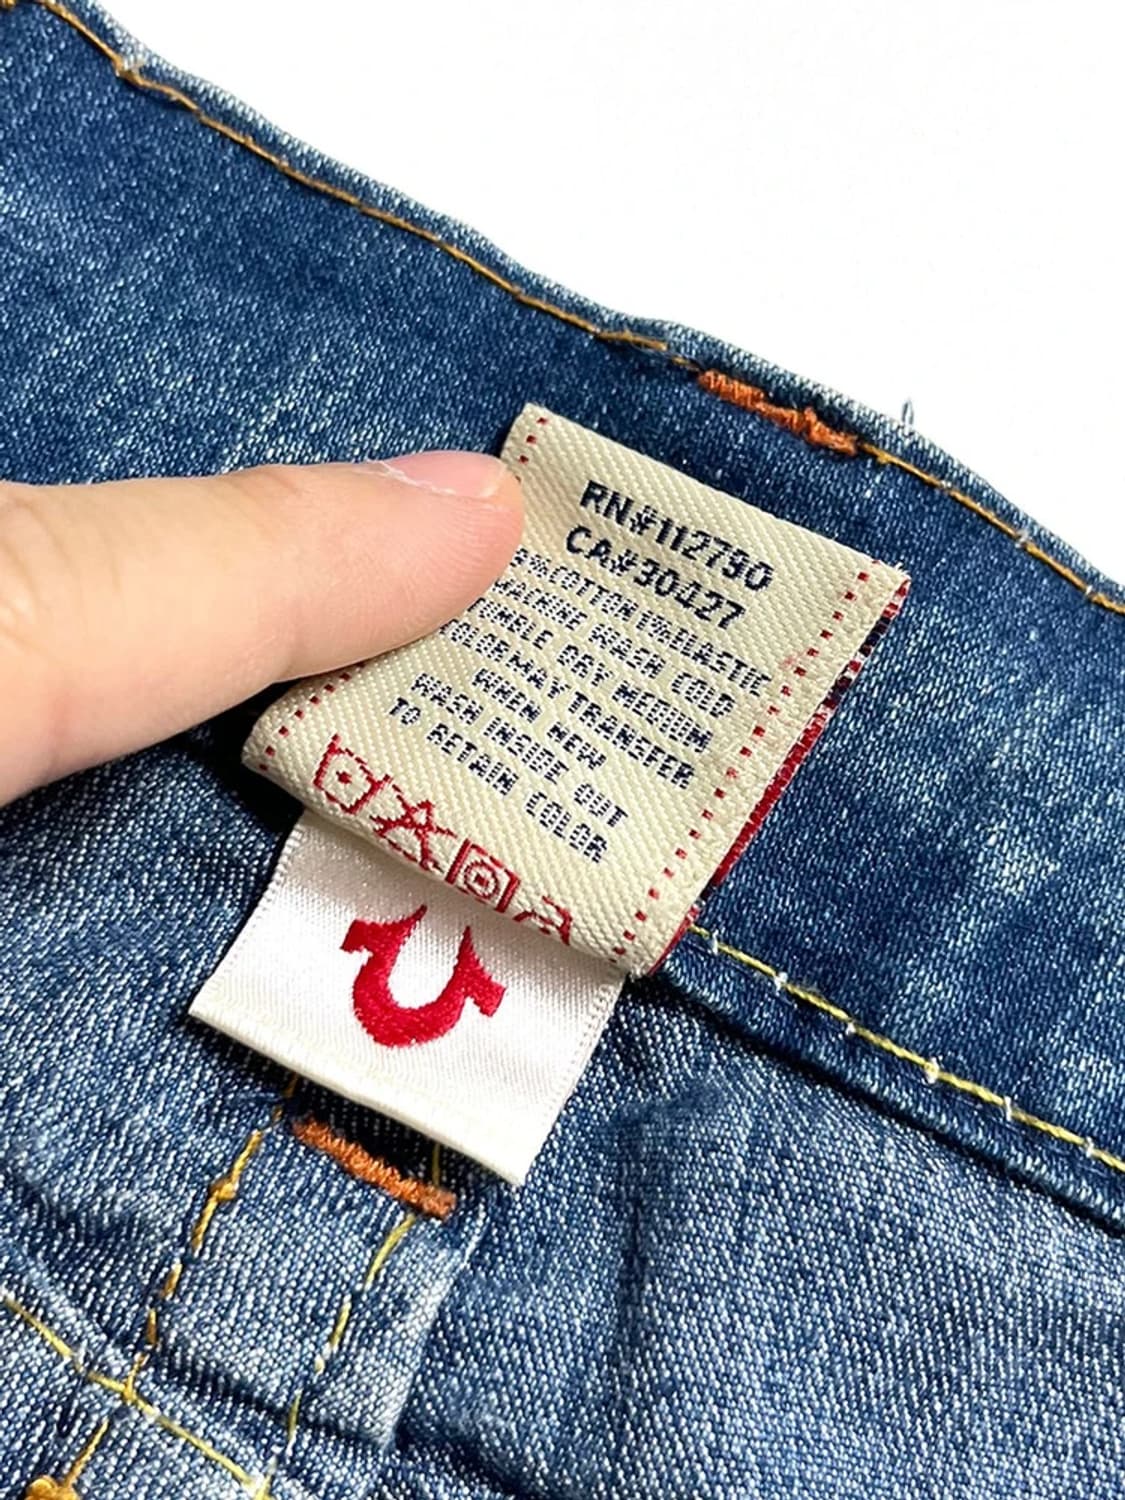 RN#112790
CA#30427
%COTTON 1%ELASTIC
MACHINE WASH COLD
TUMBLE DRY MEDIUM
COLOR MAY TRANSFER
WHEN NEW
WASH INSIDE OUT
TO RETAIN COLOR